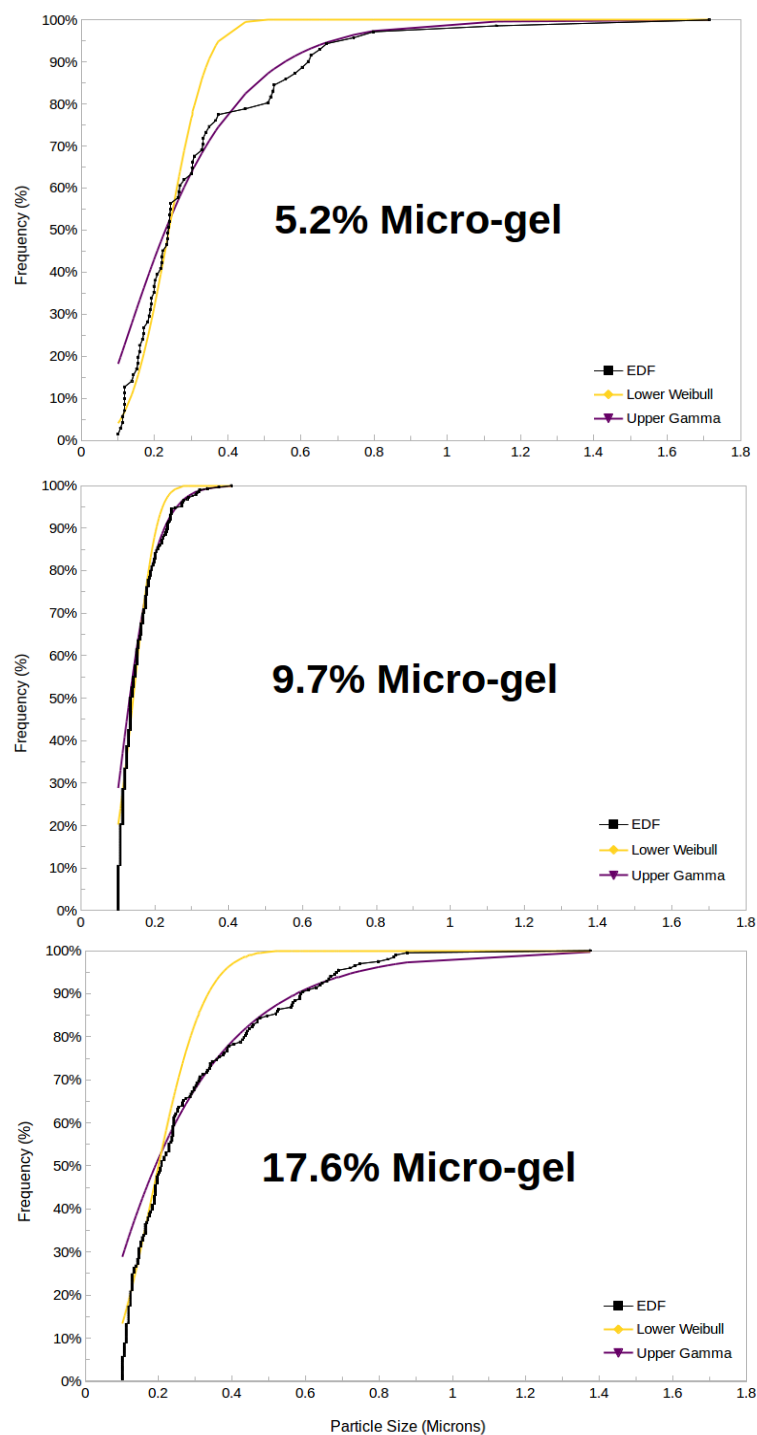 100%
90%
80%
70%
60%
50%
40%
30%
20%
10%
0%
Frequency (%)
5.2% Micro-gel
EDF
Lower Weibull
Upper Gamma
0 0.2 0.4 0.6 0.8 1 1.2 1.4 1.6 1.8
100%
90%
80%
70%
60%
50%
40%
30%
20%
10%
0%
Frequency (%)
9.7% Micro-gel
EDF
Lower Weibull
Upper Gamma
0 0.2 0.4 0.6 0.8 1 1.2 1.4 1.6 1.8
100%
90%
80%
70%
60%
50%
40%
30%
20%
10%
0%
Frequency (%)
17.6% Micro-gel
EDF
Lower Weibull
Upper Gamma
0 0.2 0.4 0.6 0.8 1 1.2 1.4 1.6 1.8
Particle Size (Microns)